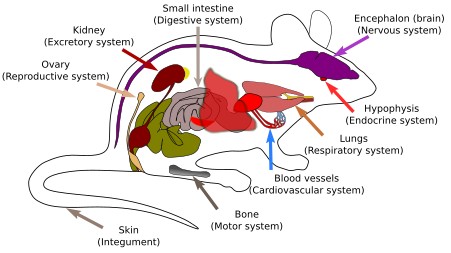 Small intestine
(Digestive system)
Encephalon (brain)
(Nervous system)
Kidney
(Excretory system)
Ovary
(Reproductive system)
Hypophysis
(Endocrine system)
Lungs
(Respiratory system)
Blood vessels
(Cardiovascular system)
Bone
(Motor system)
Skin
(Integument)